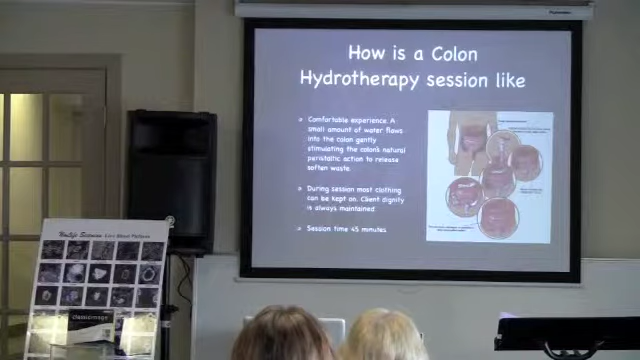 How is a Colon
Hydrotherapy session like
Comfortable experience. A
small amount of water flows
into the colon gently
stimulating the colon's natural
peristaltic action to release
soften waste.
During session most clothing
can be kept on. Client dignity
is always maintained.
Session time 45 minutes